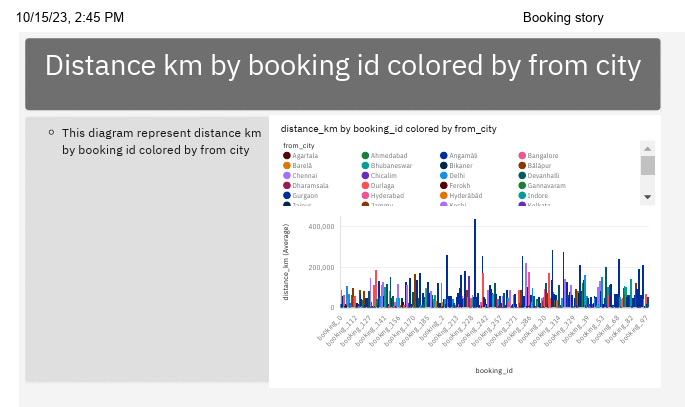 10/15/23, 2:45 PM Booking story
Distance km by booking id colored by from city
This diagram represent distance km
by booking id colored by from city
distance_km by booking_id colored by from_city
from_city
Agartala Ahmedabad Angamāli Bangalore
Barelā Bhubaneswar Bikaner Bālāpur
Chennai Chicalim Delhi Devanhalli
Dharamsala Durlaga Ferokh Gannavaram
Gurgaon Hyderabad Hyderābād Indore
Jaipur Jammu Kochi Kolkata
distance_km (Average)
400,000
200,000
0
booking_0 booking_112 booking_127 booking_141 booking_156 booking_170 booking_185 booking_2 booking_213 booking_228 booking_242 booking_257 booking_271 booking_286 booking_30 booking_314 booking_329 booking_39 booking_53 booking_68 booking_82 booking_97
booking_id